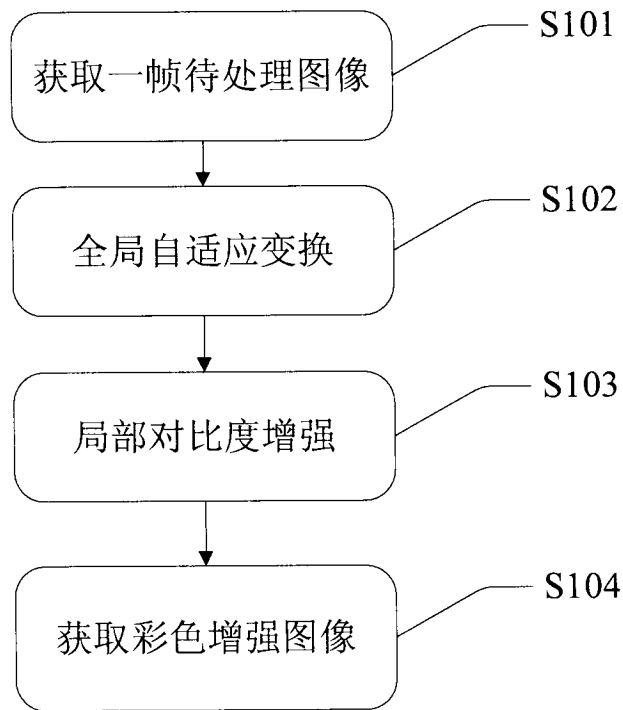 S101
获取一帧待处理图像
S102
全局自适应变换
S103
局部对比度增强
S104
获取彩色增强图像